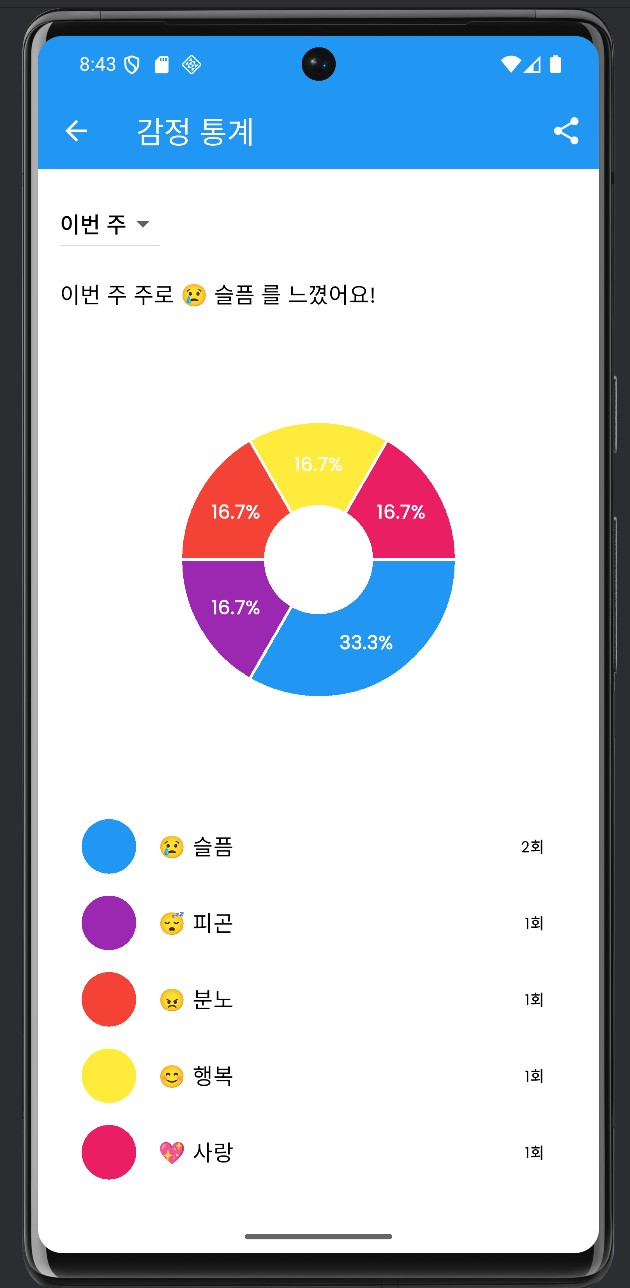 8:43
감정 통계
이번 주
이번 주 주로 😢 슬픔 를 느꼈어요!
16.7%
16.7%
16.7%
16.7%
33.3%
😢 슬픔 2회
😴 피곤 1회
😠 분노 1회
😊 행복 1회
💖 사랑 1회